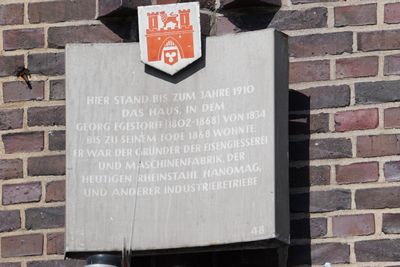 HIER STAND BIS ZUM JAHRE 1910
DAS HAUS, IN DEM
GEORG EGESTORFF (1802-1868) VON 1834
BIS ZU SEINEM TODE 1868 WOHNTE
ER WAR DER GRÜNDER DER EISENGIESSEREI
UND MASCHINENFABRIK, DER
HEUTIGEN RHEINSTAHL HANOMAG,
UND ANDERER INDUSTRIEBETRIEBE
48